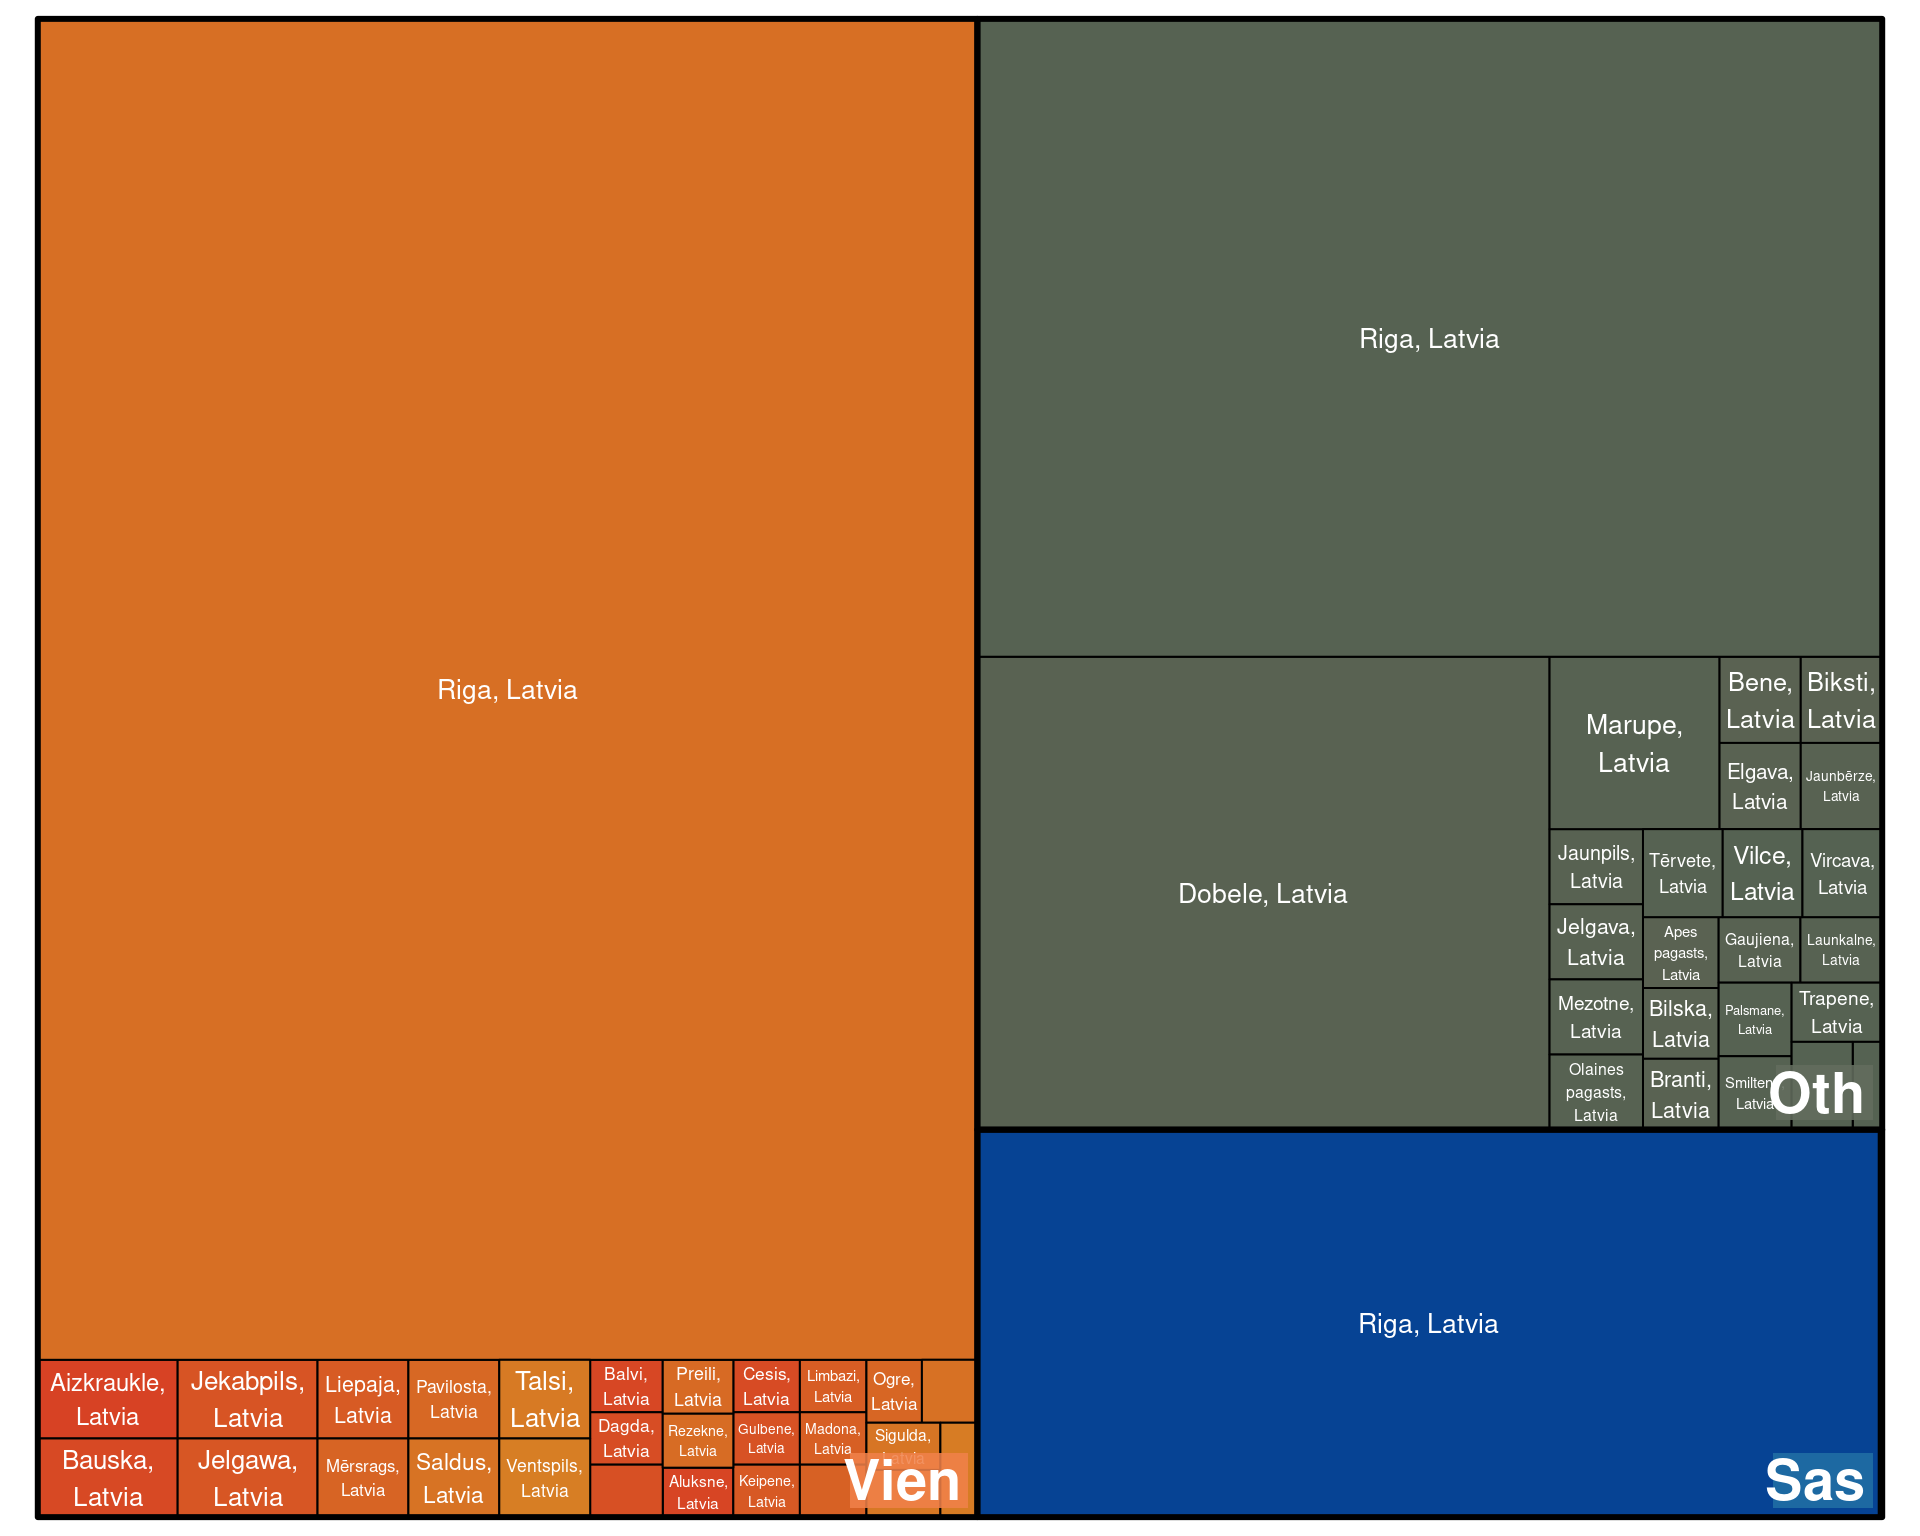 Riga, Latvia
Aizkraukle,
Latvia
Jekabpils,
Latvia
Liepaja,
Latvia
Pavilosta,
Latvia
Talsi,
Latvia
Balvi,
Latvia
Preili,
Latvia
Cesis,
Latvia
Limbazi,
Latvia
Ogre,
Latvia
Dagda,
Latvia
Rezekne,
Latvia
Gulbene,
Latvia
Madona,
Latvia
Sigulda,
Latvia
Bauska,
Latvia
Jelgawa,
Latvia
Mērsrags,
Latvia
Saldus,
Latvia
Ventspils,
Latvia
Aluksne,
Latvia
Keipene,
Latvia
Vien
Riga, Latvia
Dobele, Latvia
Marupe,
Latvia
Bene,
Latvia
Biksti,
Latvia
Elgava,
Latvia
Jaunbērze,
Latvia
Jaunpils,
Latvia
Tērvete,
Latvia
Vilce,
Latvia
Vircava,
Latvia
Jelgava,
Latvia
Apes
pagasts,
Latvia
Gaujiena,
Latvia
Launkalne,
Latvia
Mezotne,
Latvia
Bilska,
Latvia
Palsmane,
Latvia
Trapene,
Latvia
Olaines
pagasts,
Latvia
Branti,
Latvia
Latvia
Oth
Riga, Latvia
Sas